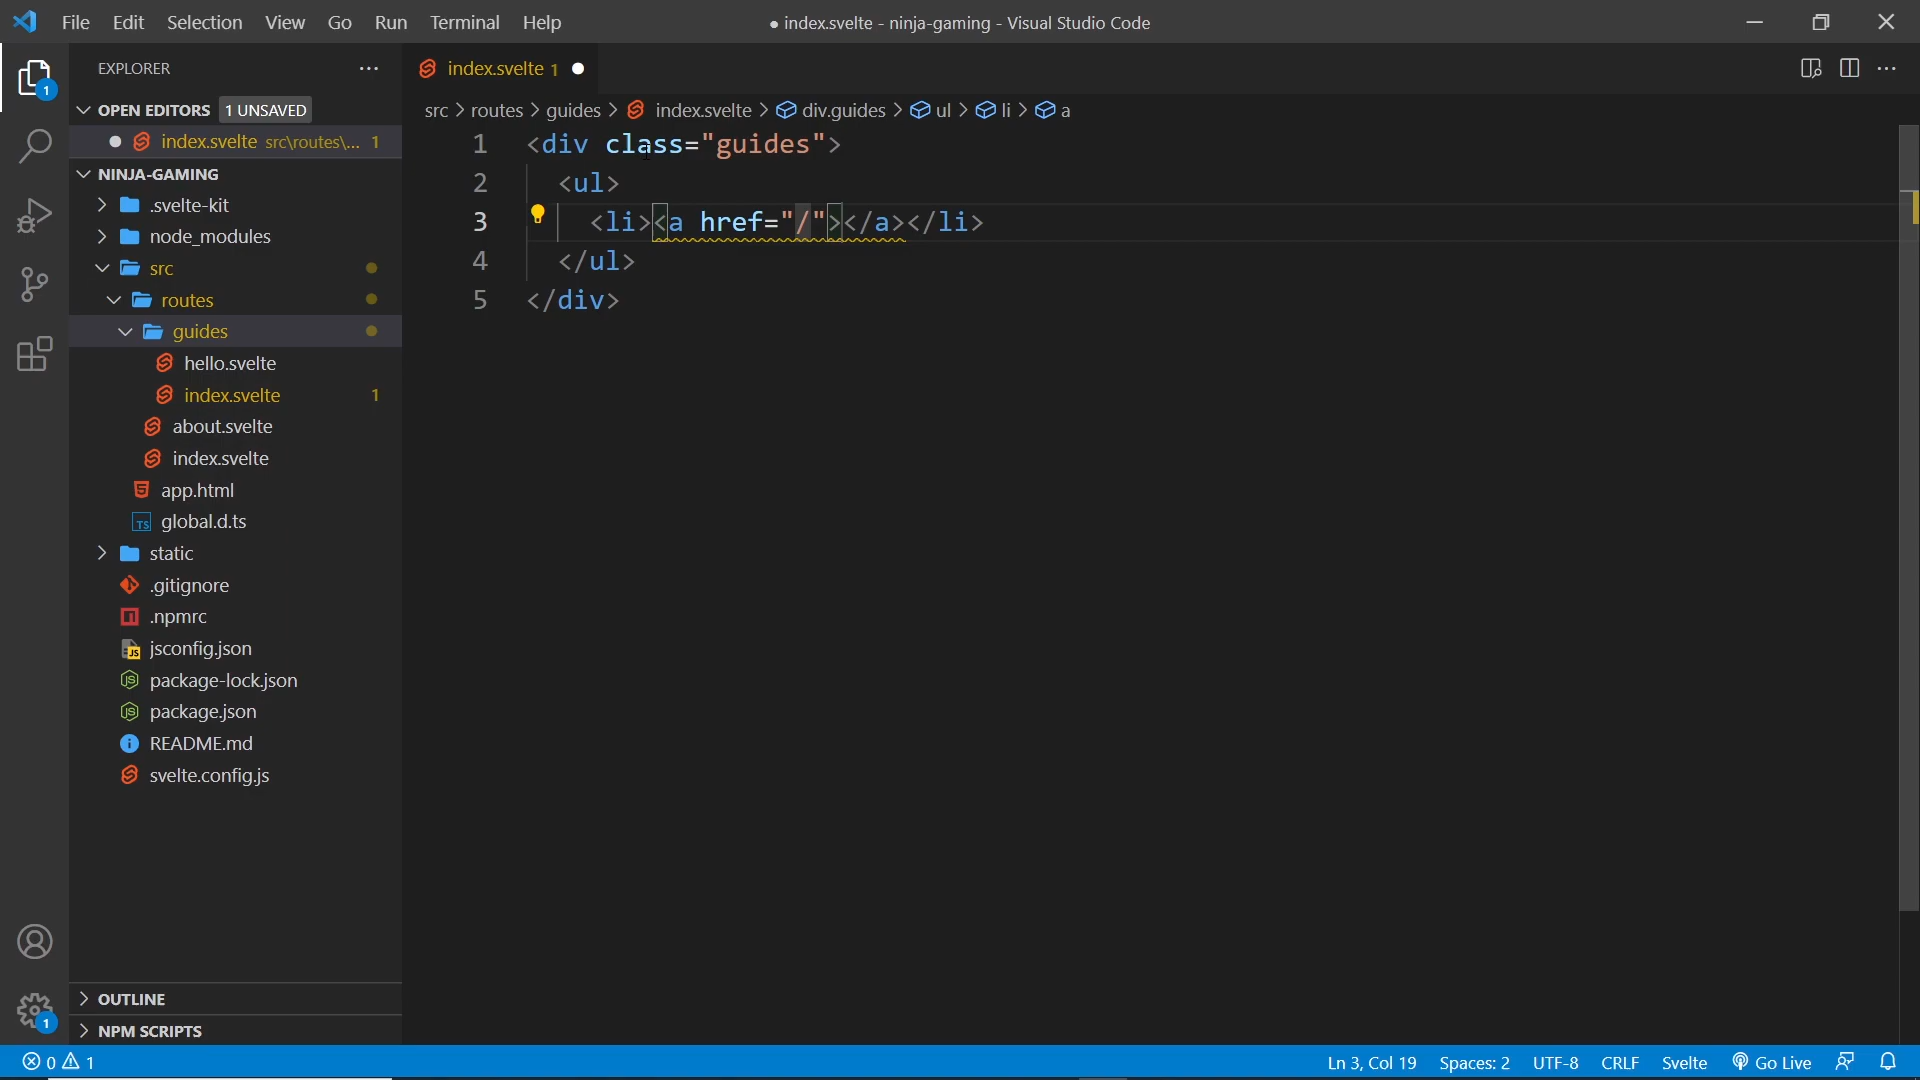 File Edit Selection View Go Run Terminal Help
● index.svelte - ninja-gaming - Visual Studio Code
EXPLORER
index.svelte 1
OPEN EDITORS 1 UNSAVED
src > routes > guides > index.svelte > div.guides > ul > li > a
index.svelte src\routes\... 1
NINJA-GAMING
.svelte-kit
node_modules
src
routes
guides
hello.svelte
index.svelte 1
about.svelte
index.svelte
app.html
global.d.ts
static
.gitignore
.npmrc
jsconfig.json
package-lock.json
package.json
README.md
svelte.config.js
OUTLINE
NPM SCRIPTS
1 <div class="guides">
2 <ul>
3 <li><a href="/"></a></li>
4 </ul>
5 </div>
1
1
0 1
Ln 3, Col 19 Spaces: 2 UTF-8 CRLF Svelte Go Live